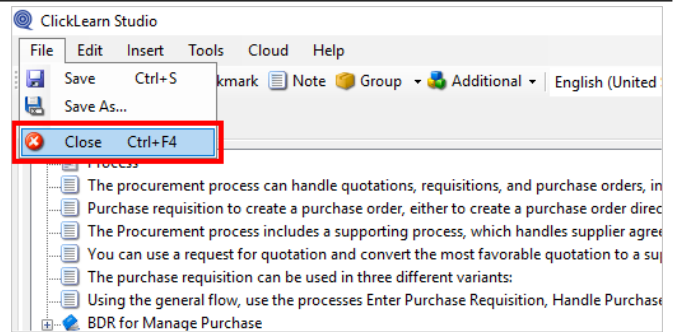 ClickLearn Studio
File Edit Insert Tools Cloud Help
Save Ctrl+S mark Note Group Additional English (United
Save As...
Close Ctrl+F4
Process
The procurement process can handle quotations, requisitions, and purchase orders, in
Purchase requisition to create a purchase order, either to create a purchase order direc
The Procurement process includes a supporting process, which handles supplier agree
You can use a request for quotation and convert the most favorable quotation to a su
The purchase requisition can be used in three different variants:
Using the general flow, use the processes Enter Purchase Requisition, Handle Purchase
BDR for Manage Purchase